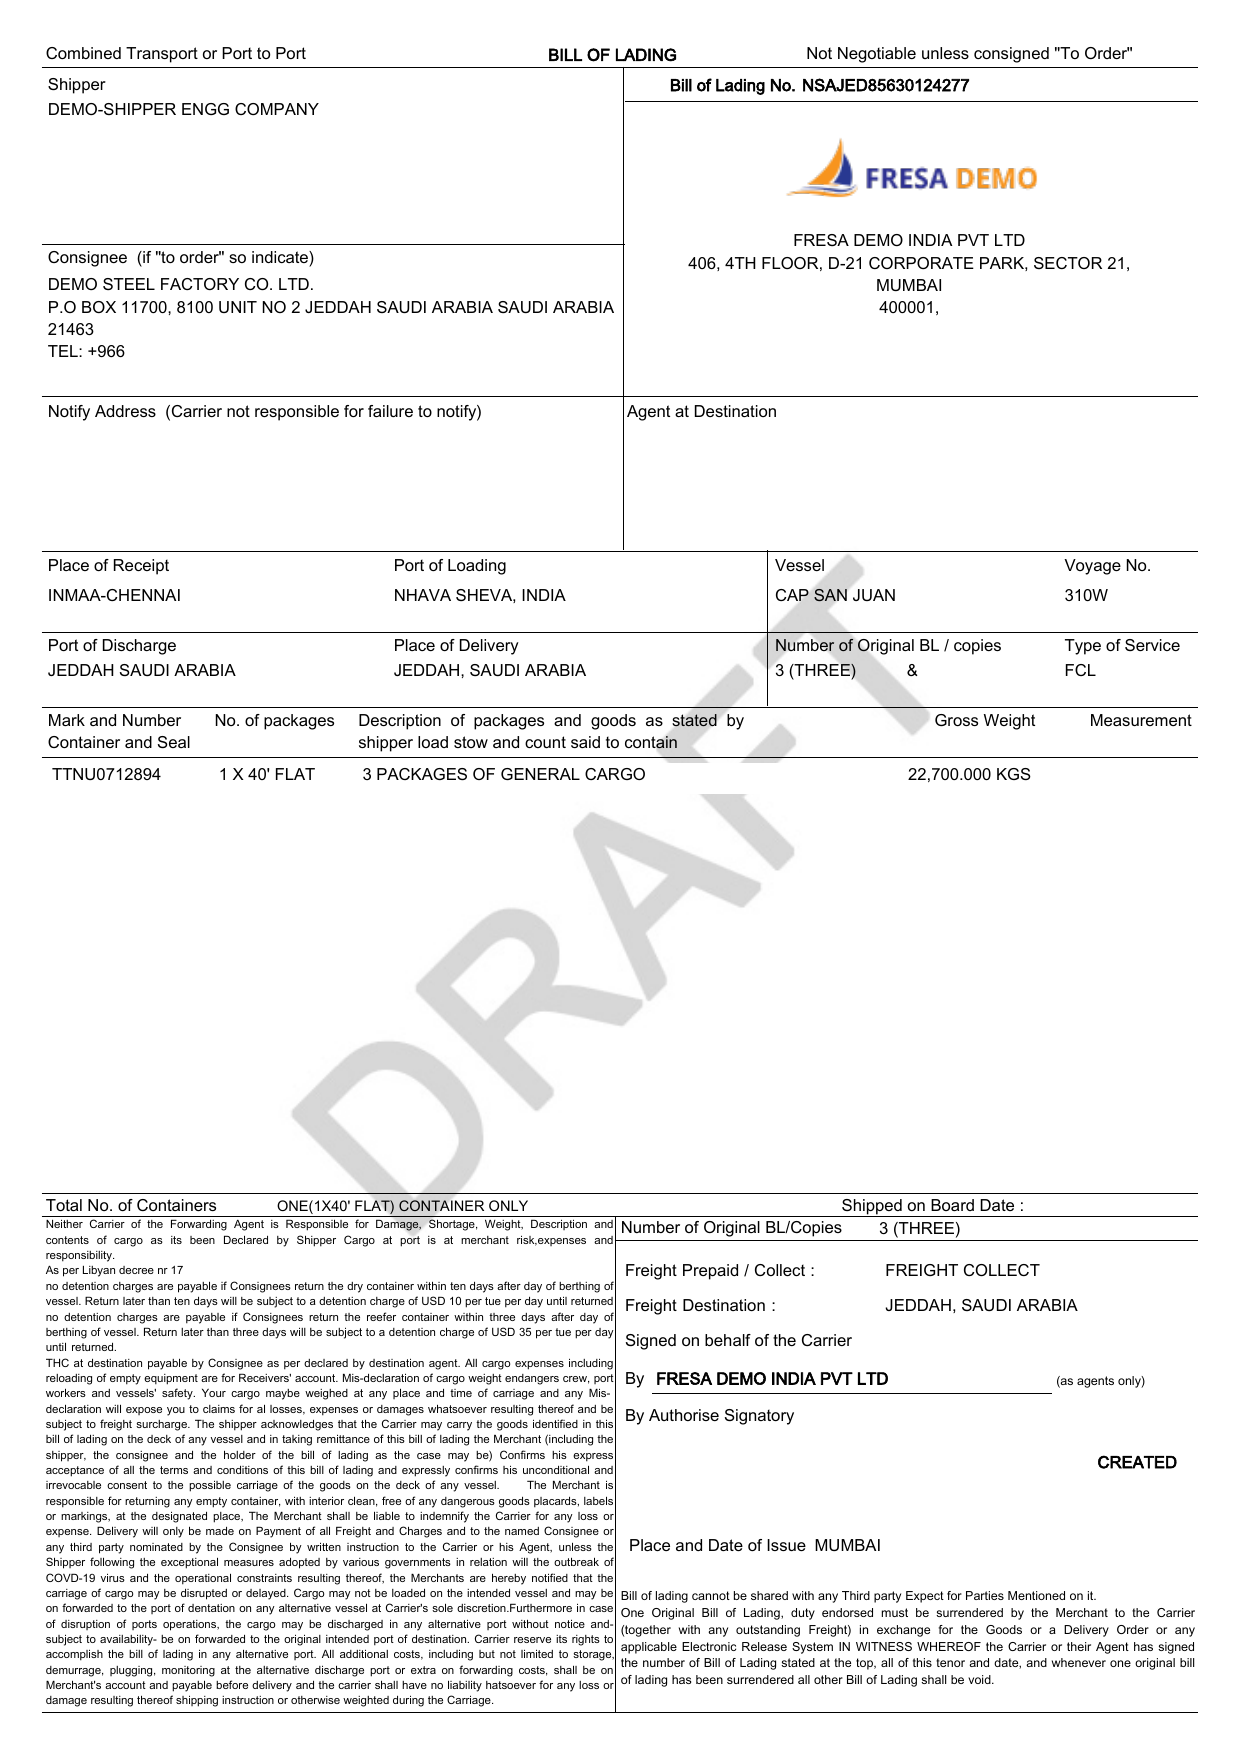 Combined Transport or Port to Port
BILL OF LADING
Not Negotiable unless consigned "To Order"
Shipper
DEMO-SHIPPER ENGG COMPANY
Bill of Lading No. NSAJED85630124277
FRESA DEMO
FRESA DEMO INDIA PVT LTD
406, 4TH FLOOR, D-21 CORPORATE PARK, SECTOR 21,
MUMBAI
400001,
Consignee (if "to order" so indicate)
DEMO STEEL FACTORY CO. LTD.
P.O BOX 11700, 8100 UNIT NO 2 JEDDAH SAUDI ARABIA SAUDI ARABIA
21463
TEL: +966
Notify Address (Carrier not responsible for failure to notify)
Agent at Destination
Place of Receipt
Port of Loading
Vessel
Voyage No.
INMAA-CHENNAI
NHAVA SHEVA, INDIA
CAP SAN JUAN
310W
Port of Discharge
Place of Delivery
Number of Original BL / copies
Type of Service
JEDDAH SAUDI ARABIA
JEDDAH, SAUDI ARABIA
3 (THREE) &
FCL
Mark and Number
Container and Seal
No. of packages
Description of packages and goods as stated by
shipper load stow and count said to contain
Gross Weight
Measurement
TTNU0712894
1 X 40' FLAT
3 PACKAGES OF GENERAL CARGO
22,700.000 KGS
DRAFT
Total No. of Containers
ONE(1X40' FLAT) CONTAINER ONLY
Shipped on Board Date :
Neither Carrier of the Forwarding Agent is Responsible for Damage, Shortage, Weight, Description and
contents of cargo as its been Declared by Shipper Cargo at port is at merchant risk,expenses and
responsibility.
As per Libyan decree nr 17
no detention charges are payable if Consignees return the dry container within ten days after day of berthing of
vessel. Return later than ten days will be subject to a detention charge of USD 10 per tue per day until returned
no detention charges are payable if Consignees return the reefer container within three days after day of
berthing of vessel. Return later than three days will be subject to a detention charge of USD 35 per tue per day
until returned.
THC at destination payable by Consignee as per declared by destination agent. All cargo expenses including
reloading of empty equipment are for Receivers' account. Mis-declaration of cargo weight endangers crew, port
workers and vessels' safety. Your cargo maybe weighed at any place and time of carriage and any Mis-
declaration will expose you to claims for al losses, expenses or damages whatsoever resulting thereof and be
subject to freight surcharge. The shipper acknowledges that the Carrier may carry the goods identified in this
bill of lading on the deck of any vessel and in taking remittance of this bill of lading the Merchant (including the
shipper, the consignee and the holder of the bill of lading as the case may be) Confirms his express
acceptance of all the terms and conditions of this bill of lading and expressly confirms his unconditional and
irrevocable consent to the possible carriage of the goods on the deck of any vessel. The Merchant is
responsible for returning any empty container, with interior clean, free of any dangerous goods placards, labels
or markings, at the designated place, The Merchant shall be liable to indemnify the Carrier for any loss or
expense. Delivery will only be made on Payment of all Freight and Charges and to the named Consignee or
any third party nominated by the Consignee by written instruction to the Carrier or his Agent, unless the
Shipper following the exceptional measures adopted by various governments in relation will the outbreak of
COVD-19 virus and the operational constraints resulting thereof, the Merchants are hereby notified that the
carriage of cargo may be disrupted or delayed. Cargo may not be loaded on the intended vessel and may be
on forwarded to the port of dentation on any alternative vessel at Carrier's sole discretion.Furthermore in case
of disruption of ports operations, the cargo may be discharged in any alternative port without notice and-
subject to availability- be on forwarded to the original intended port of destination. Carrier reserve its rights to
accomplish the bill of lading in any alternative port. All additional costs, including but not limited to storage,
demurrage, plugging, monitoring at the alternative discharge port or extra on forwarding costs, shall be on
Merchant's account and payable before delivery and the carrier shall have no liability hatsoever for any loss or
damage resulting thereof shipping instruction or otherwise weighted during the Carriage.
Number of Original BL/Copies 3 (THREE)
Freight Prepaid / Collect : FREIGHT COLLECT
Freight Destination : JEDDAH, SAUDI ARABIA
Signed on behalf of the Carrier
By FRESA DEMO INDIA PVT LTD (as agents only)
By Authorise Signatory
CREATED
Place and Date of Issue MUMBAI
Bill of lading cannot be shared with any Third party Expect for Parties Mentioned on it.
One Original Bill of Lading, duty endorsed must be surrendered by the Merchant to the Carrier
(together with any outstanding Freight) in exchange for the Goods or a Delivery Order or any
applicable Electronic Release System IN WITNESS WHEREOF the Carrier or their Agent has signed
the number of Bill of Lading stated at the top, all of this tenor and date, and whenever one original bill
of lading has been surrendered all other Bill of Lading shall be void.